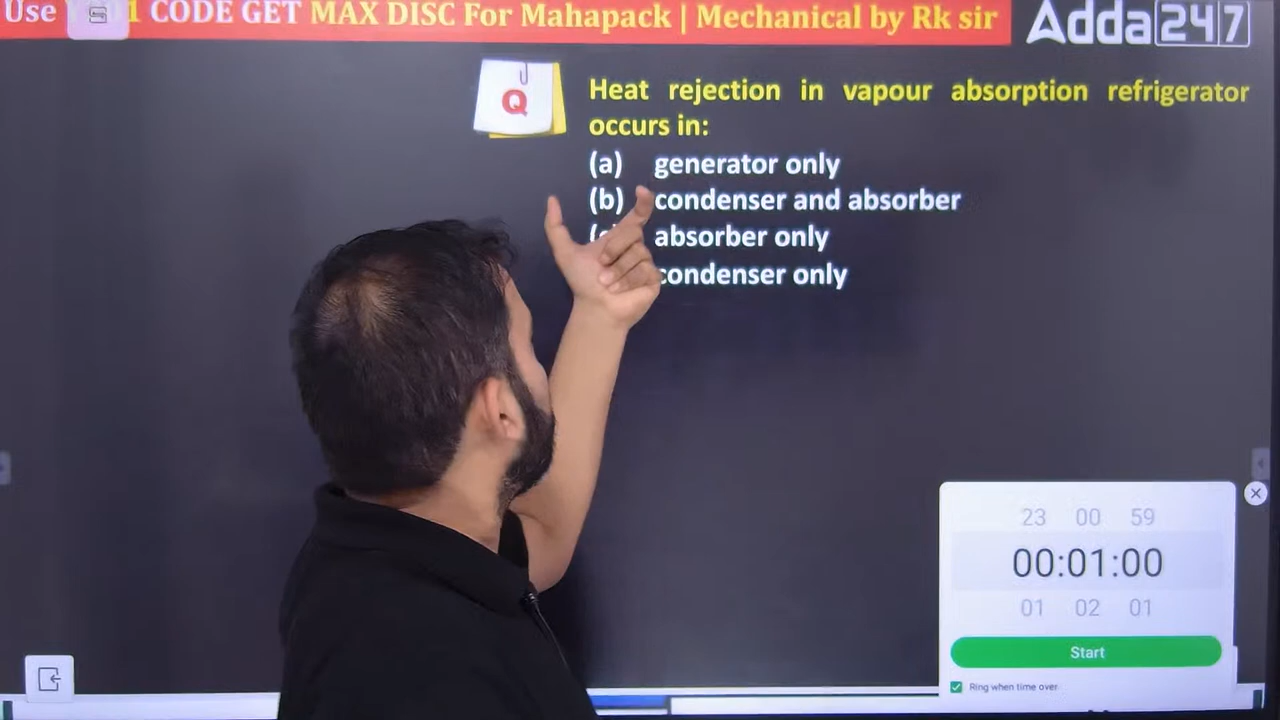 Use 1 CODE GET MAX DISC For Mahapack | Mechanical by Rk sir
Adda247
Q
Heat rejection in vapour absorption refrigerator
occurs in:
(a) generator only
(b) condenser and absorber
absorber only
condenser only
23 00 59
00:01:00
01 02 01
Start
Ring when time over